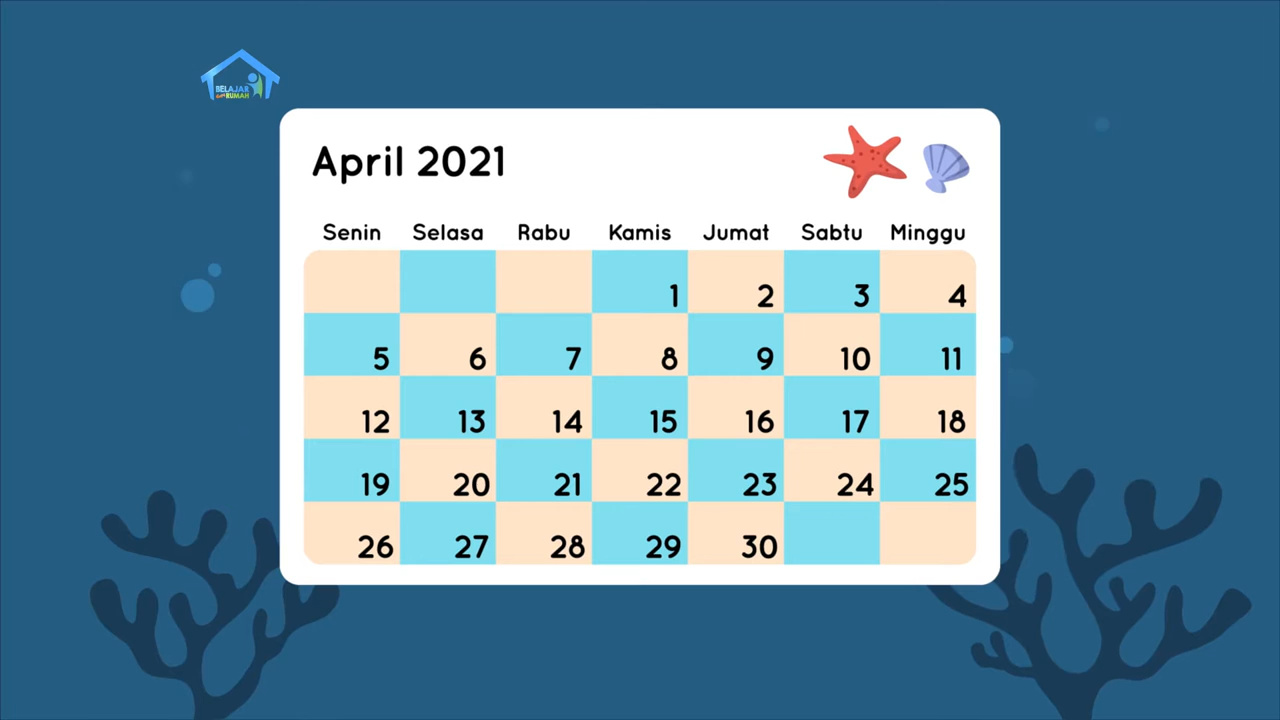 BELAJAR
dari RUMAH
April 2021
Senin Selasa Rabu Kamis Jumat Sabtu Minggu
1 2 3 4
5 6 7 8 9 10 11
12 13 14 15 16 17 18
19 20 21 22 23 24 25
26 27 28 29 30